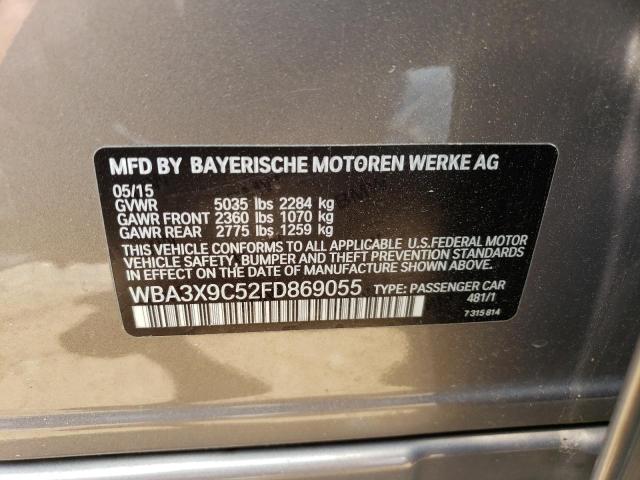 MFD BY BAYERISCHE MOTOREN WERKE AG
05/15
GVWR 5035 lbs 2284 kg
GAWR FRONT 2360 lbs 1070 kg
GAWR REAR 2775 lbs 1259 kg
THIS VEHICLE CONFORMS TO ALL APPLICABLE U.S.FEDERAL MOTOR
VEHICLE SAFETY, BUMPER, AND THEFT PREVENTION STANDARDS
IN EFFECT ON THE DATE OF MANUFACTURE SHOWN ABOVE.
WBA3X9C52FD869055 TYPE: PASSENGER CAR
481/1
7 315 814